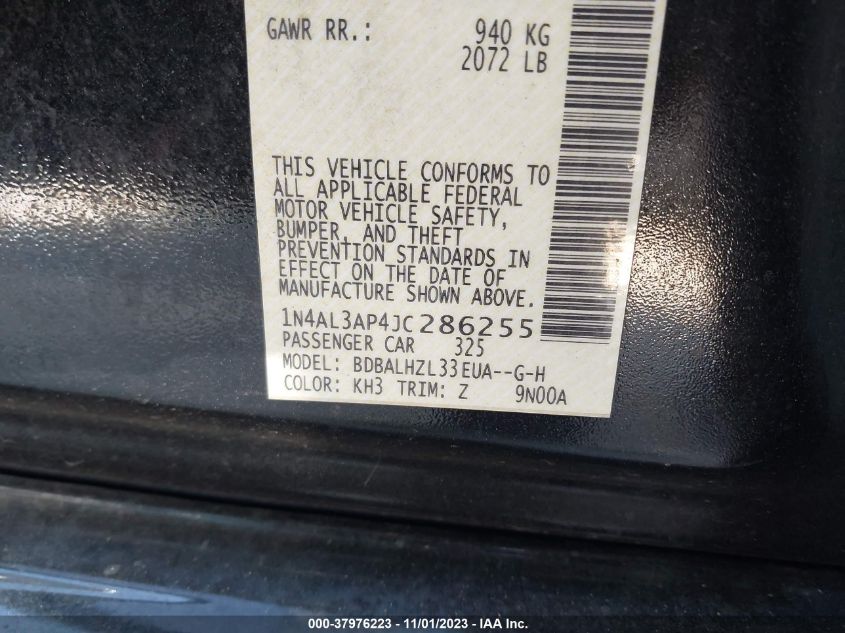 GAWR RR.: 940 KG
2072 LB
THIS VEHICLE CONFORMS TO
ALL APPLICABLE FEDERAL
MOTOR VEHICLE SAFETY,
BUMPER, AND THEFT
PREVENTION STANDARDS IN
EFFECT ON THE DATE OF
MANUFACTURE SHOWN ABOVE.
1N4AL3AP4JC286255
PASSENGER CAR 325
MODEL: BDBALHZL33EUA--G-H
COLOR: KH3 TRIM: Z 9N00A
000-37976223 - 11/01/2023 - IAA Inc.